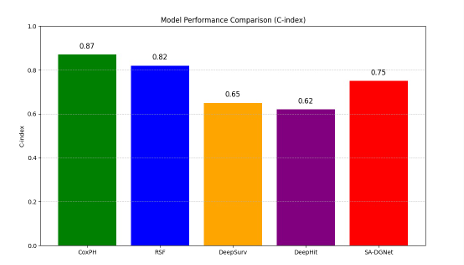 Model Performance Comparison (C-index)
1.0
0.8
0.6
0.4
0.2
0.0
C-index
0.87
0.82
0.65
0.62
0.75
CoxPH
RSF
DeepSurv
DeepHit
SA-DGNet